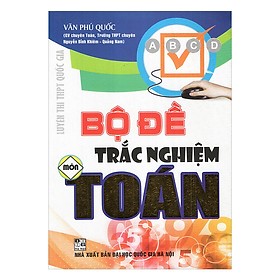 VĂN PHÚ QUỐC
(GV chuyên Toán, Trường THPT chuyên
Nguyễn Bỉnh Khiêm - Quảng Nam)
A B C D
LUYỆN THI THPT QUỐC GIA
BỘ ĐỀ
TRẮC NGHIỆM
MÔN
TOÁN
NHÀ XUẤT BẢN ĐẠI HỌC QUỐC GIA HÀ NỘI